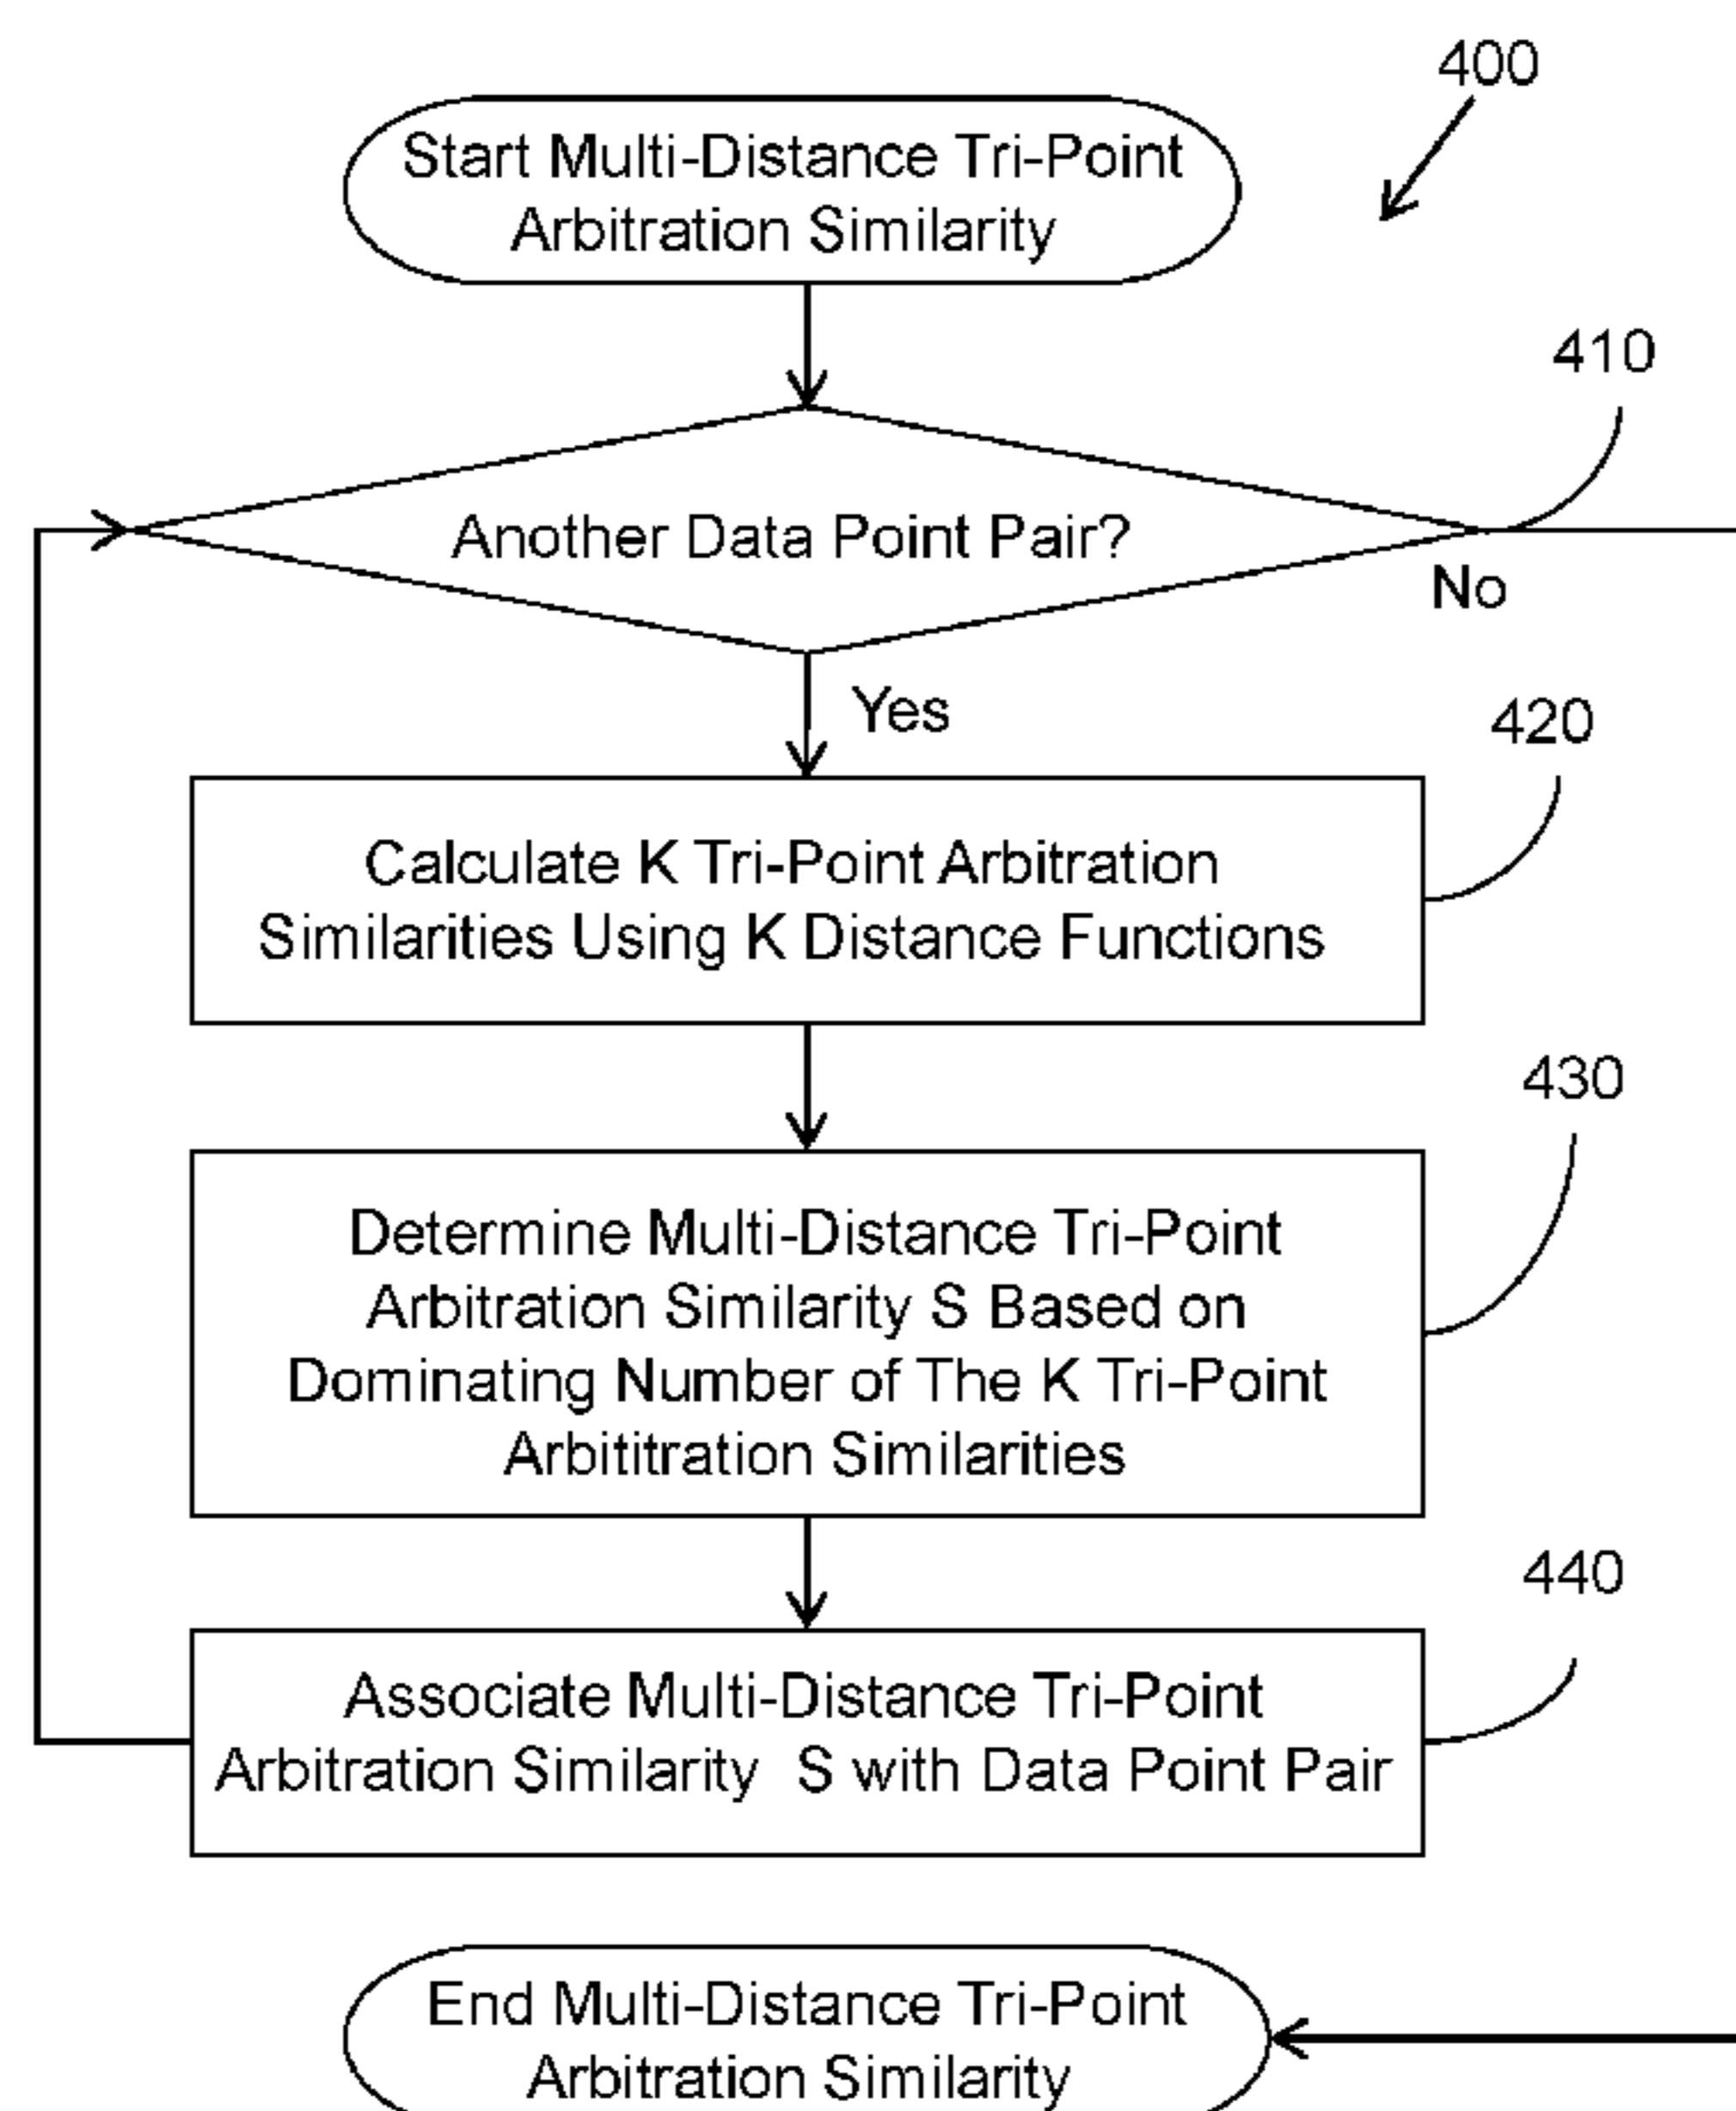 400
Start Multi-Distance Tri-Point
Arbitration Similarity
410
Another Data Point Pair?
No
Yes
420
Calculate K Tri-Point Arbitration
Similarities Using K Distance Functions
430
Determine Multi-Distance Tri-Point
Arbitration Similarity S Based on
Dominating Number of The K Tri-Point
Arbititration Similarities
440
Associate Multi-Distance Tri-Point
Arbitration Similarity S with Data Point Pair
End Multi-Distance Tri-Point
Arbitration Similarity